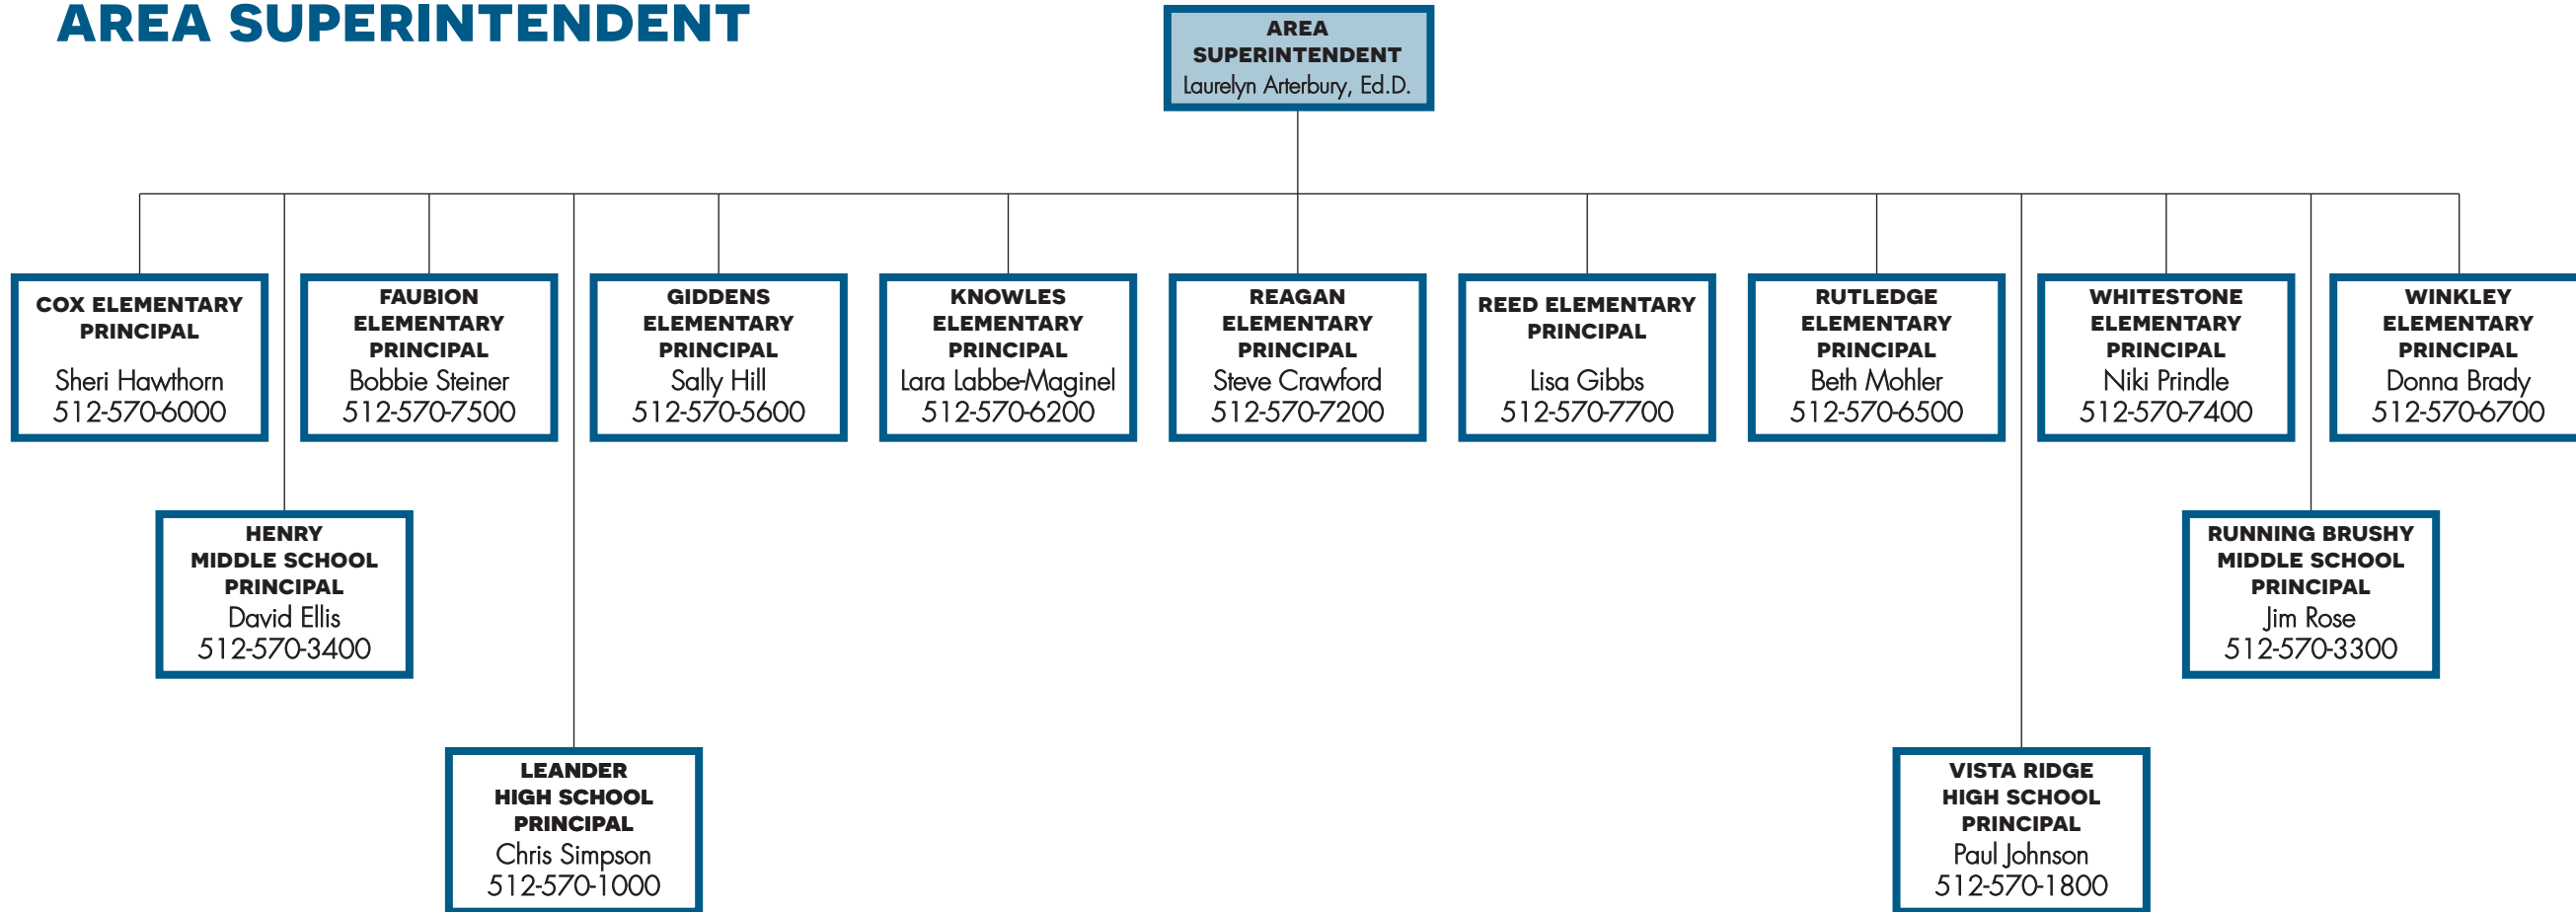 AREA SUPERINTENDENT
AREA
SUPERINTENDENT
Laurelyn Arterbury, Ed.D.
COX ELEMENTARY
PRINCIPAL
Sheri Hawthorn
512-570-6000
FAUBION
ELEMENTARY
PRINCIPAL
Bobbie Steiner
512-570-7500
GIDDENS
ELEMENTARY
PRINCIPAL
Sally Hill
512-570-5600
KNOWLES
ELEMENTARY
PRINCIPAL
Lara Labbe-Maginel
512-570-6200
REAGAN
ELEMENTARY
PRINCIPAL
Steve Crawford
512-570-7200
REED ELEMENTARY
PRINCIPAL
Lisa Gibbs
512-570-7700
RUTLEDGE
ELEMENTARY
PRINCIPAL
Beth Mohler
512-570-6500
WHITESTONE
ELEMENTARY
PRINCIPAL
Niki Prindle
512-570-7400
WINKLEY
ELEMENTARY
PRINCIPAL
Donna Brady
512-570-6700
HENRY
MIDDLE SCHOOL
PRINCIPAL
David Ellis
512-570-3400
RUNNING BRUSHY
MIDDLE SCHOOL
PRINCIPAL
Jim Rose
512-570-3300
LEANDER
HIGH SCHOOL
PRINCIPAL
Chris Simpson
512-570-1000
VISTA RIDGE
HIGH SCHOOL
PRINCIPAL
Paul Johnson
512-570-1800